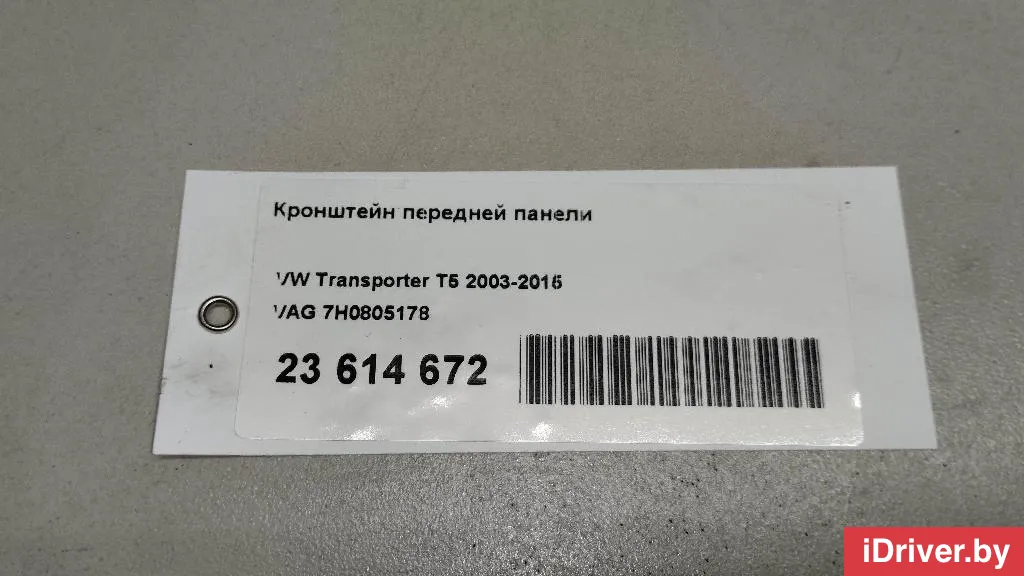 Кронштейн передней панели
VW Transporter T5 2003-2015
VAG 7H0805178
23 614 672
iDriver.by